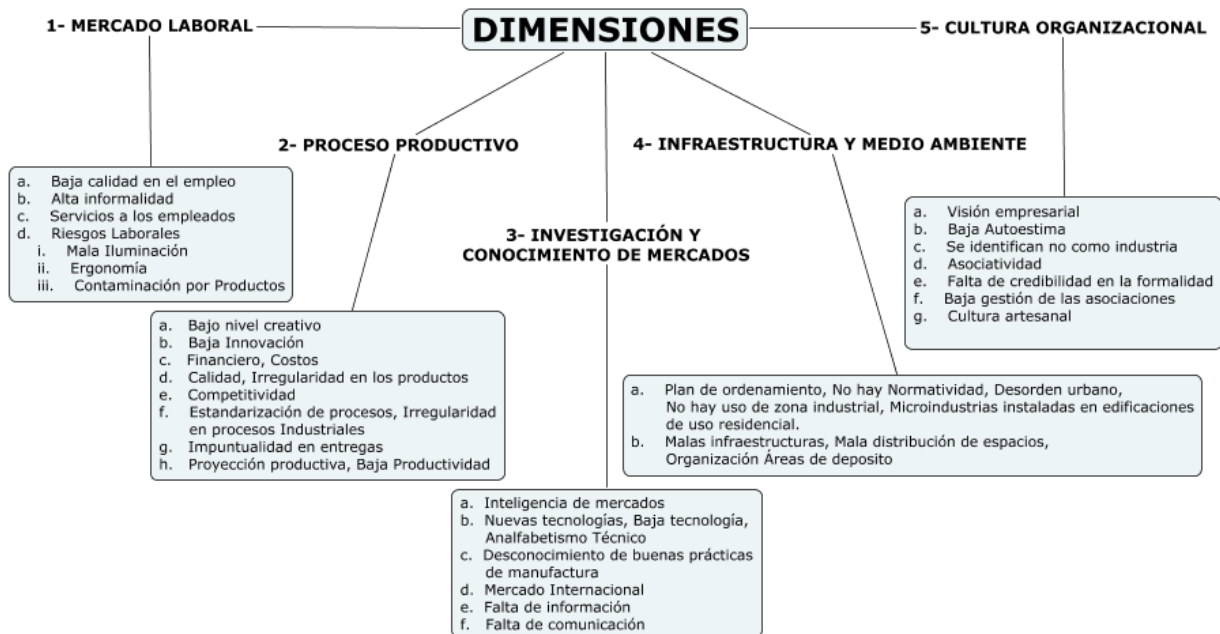 DIMENSIONES
1- MERCADO LABORAL
a. Baja calidad en el empleo
b. Alta informalidad
c. Servicios a los empleados
d. Riesgos Laborales
i. Mala Iluminación
ii. Ergonomía
iii. Contaminación por Productos
2- PROCESO PRODUCTIVO
a. Bajo nivel creativo
b. Baja Innovación
c. Financiero, Costos
d. Calidad, Irregularidad en los productos
e. Competitividad
f. Estandarización de procesos, Irregularidad
en procesos Industriales
g. Impuntualidad en entregas
h. Proyección productiva, Baja Productividad
3- INVESTIGACIÓN Y
CONOCIMIENTO DE MERCADOS
a. Inteligencia de mercados
b. Nuevas tecnologías, Baja tecnología,
Analfabetismo Técnico
c. Desconocimiento de buenas prácticas
de manufactura
d. Mercado Internacional
e. Falta de información
f. Falta de comunicación
4- INFRAESTRUCTURA Y MEDIO AMBIENTE
a. Plan de ordenamiento, No hay Normatividad, Desorden urbano,
No hay uso de zona industrial, Microindustrias instaladas en edificaciones
de uso residencial.
b. Malas infraestructuras, Mala distribución de espacios,
Organización Áreas de deposito
5- CULTURA ORGANIZACIONAL
a. Visión empresarial
b. Baja Autoestima
c. Se identifican no como industria
d. Asociatividad
e. Falta de credibilidad en la formalidad
f. Baja gestión de las asociaciones
g. Cultura artesanal